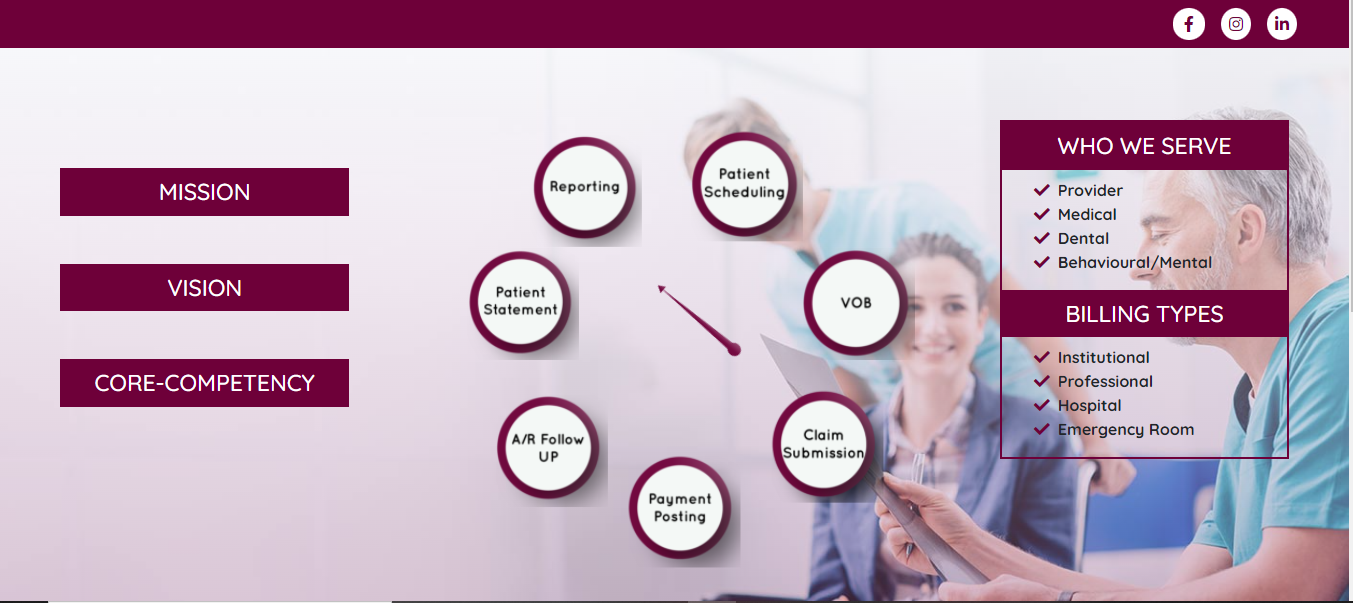 MISSION
VISION
CORE-COMPETENCY
Reporting
Patient
Scheduling
Patient
Statement
VOB
A/R Follow
UP
Claim
Submission
Payment
Posting
WHO WE SERVE
Provider
Medical
Dental
Behavioural/Mental
BILLING TYPES
Institutional
Professional
Hospital
Emergency Room